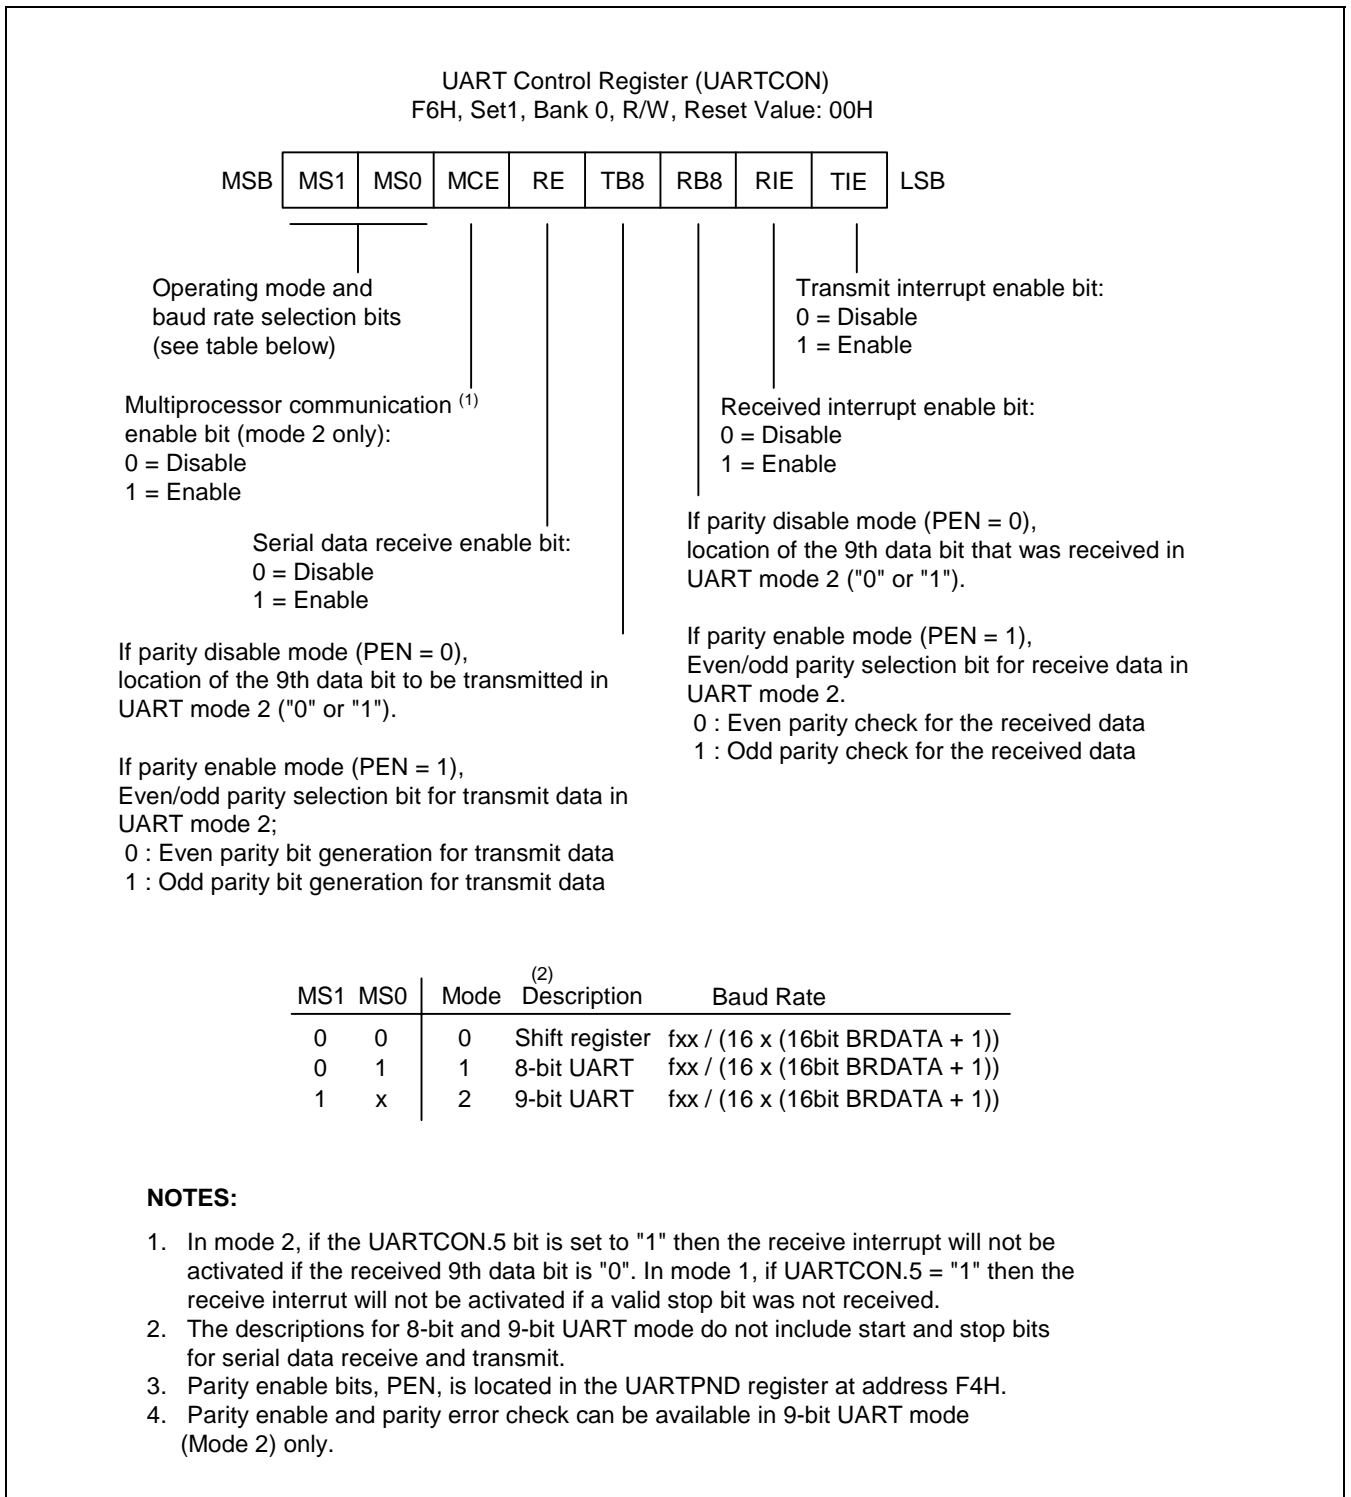 UART Control Register (UARTCON)
F6H, Set1, Bank 0, R/W, Reset Value: 00H
MSB MS1 MS0 MCE RE TB8 RB8 RIE TIE LSB
Operating mode and
baud rate selection bits
(see table below)
Transmit interrupt enable bit:
0 = Disable
1 = Enable
Multiprocessor communication (1)
enable bit (mode 2 only):
0 = Disable
1 = Enable
Received interrupt enable bit:
0 = Disable
1 = Enable
Serial data receive enable bit:
0 = Disable
1 = Enable
If parity disable mode (PEN = 0),
location of the 9th data bit that was received in
UART mode 2 ("0" or "1").
If parity enable mode (PEN = 1),
Even/odd parity selection bit for receive data in
UART mode 2.
0 : Even parity check for the received data
1 : Odd parity check for the received data
If parity disable mode (PEN = 0),
location of the 9th data bit to be transmitted in
UART mode 2 ("0" or "1").
If parity enable mode (PEN = 1),
Even/odd parity selection bit for transmit data in
UART mode 2;
0 : Even parity bit generation for transmit data
1 : Odd parity bit generation for transmit data
(2)
MS1 MS0 Mode Description Baud Rate
0 0 0 Shift register fxx / (16 x (16bit BRDATA + 1))
0 1 1 8-bit UART fxx / (16 x (16bit BRDATA + 1))
1 x 2 9-bit UART fxx / (16 x (16bit BRDATA + 1))
NOTES:
1. In mode 2, if the UARTCON.5 bit is set to "1" then the receive interrupt will not be
activated if the received 9th data bit is "0". In mode 1, if UARTCON.5 = "1" then the
receive interrut will not be activated if a valid stop bit was not received.
2. The descriptions for 8-bit and 9-bit UART mode do not include start and stop bits
for serial data receive and transmit.
3. Parity enable bits, PEN, is located in the UARTPND register at address F4H.
4. Parity enable and parity error check can be available in 9-bit UART mode
(Mode 2) only.